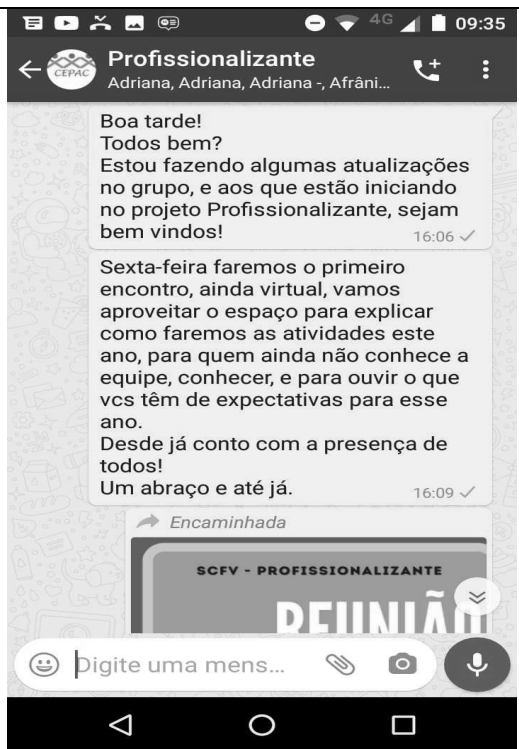 4G 09:35
CEPAC
Profissionalizante
Adriana, Adriana, Adriana -, Afrâni...
Boa tarde!
Todos bem?
Estou fazendo algumas atualizações
no grupo, e aos que estão iniciando
no projeto Profissionalizante, sejam
bem vindos!
16:06
Sexta-feira faremos o primeiro
encontro, ainda virtual, vamos
aproveitar o espaço para explicar
como faremos as atividades este
ano, para quem ainda não conhece a
equipe, conhecer, e para ouvir o que
vcs têm de expectativas para esse
ano.
Desde já conto com a presença de
todos!
Um abraço e até já.
16:09
Encaminhada
SCFV - PROFISSIONALIZANTE
REUNIÃO
Digite uma mens...